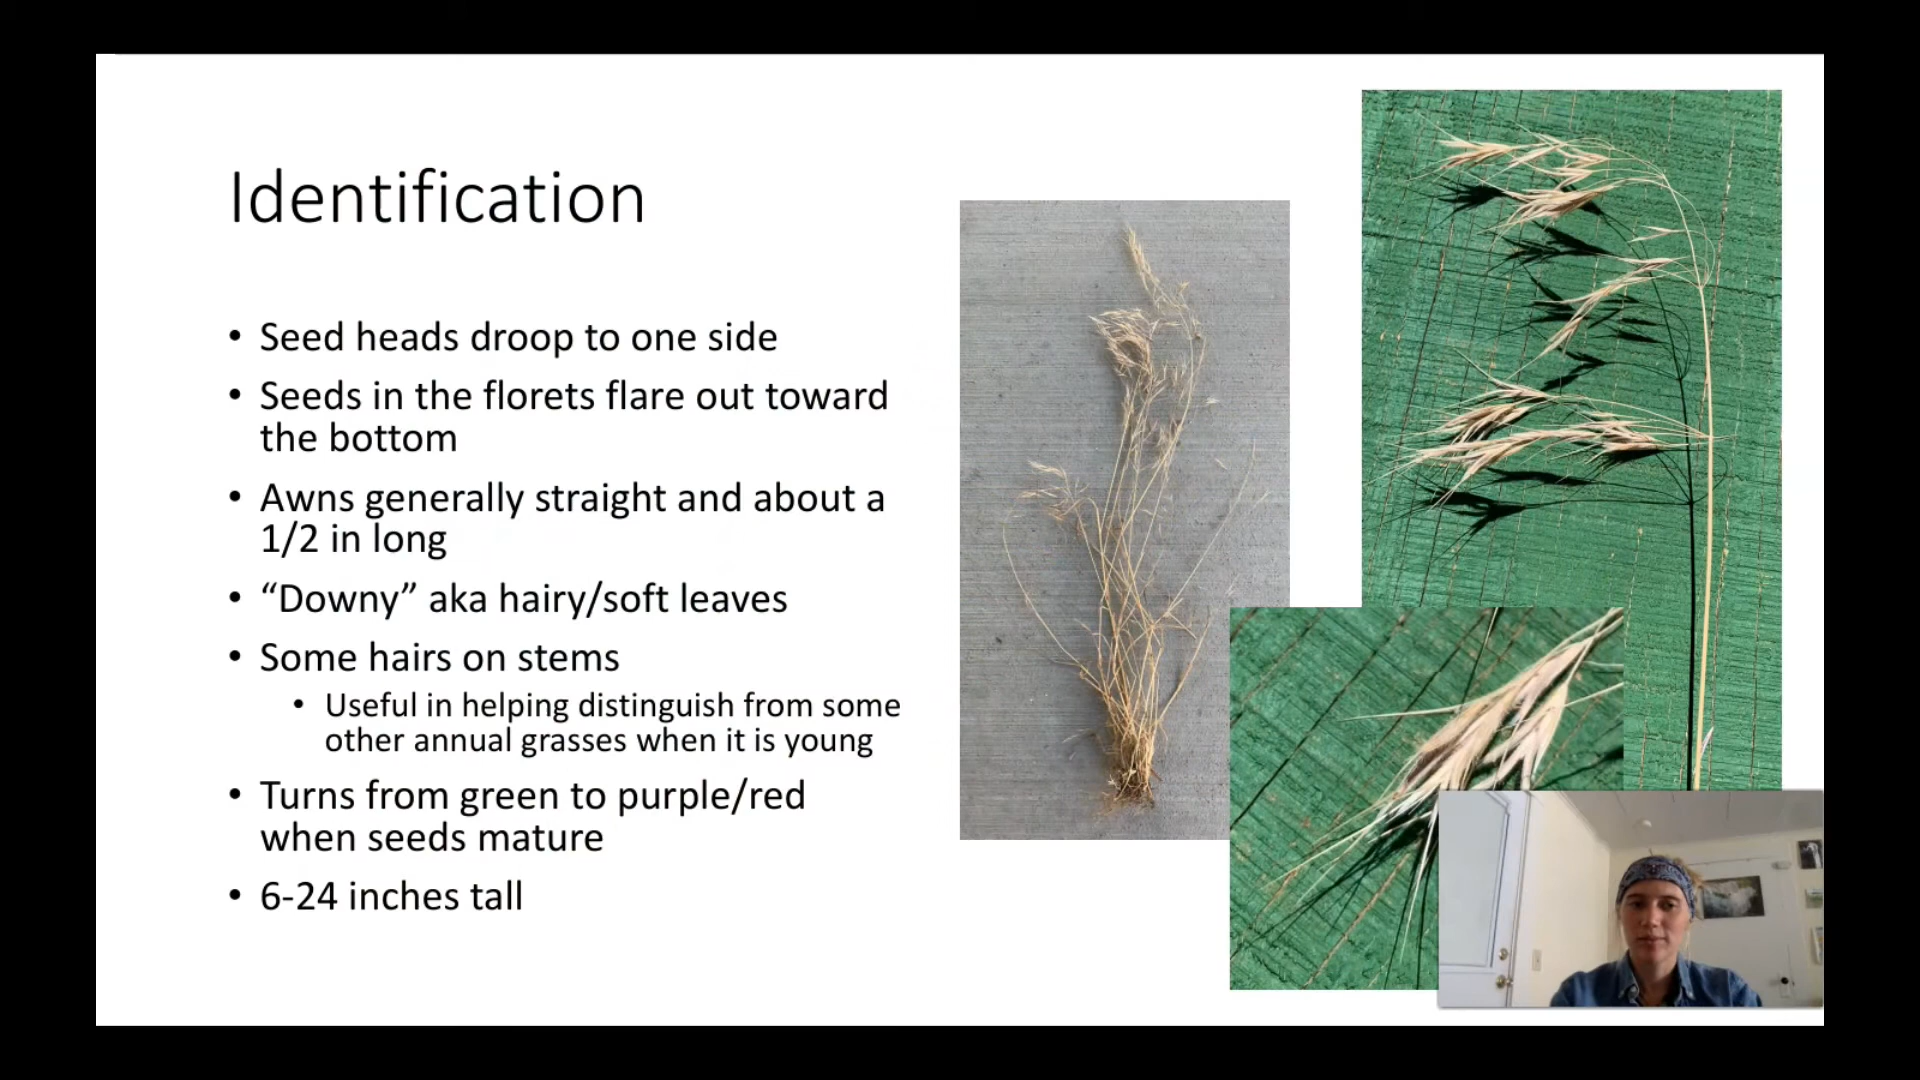 Identification
• Seed heads droop to one side
• Seeds in the florets flare out toward
the bottom
• Awns generally straight and about a
1/2 in long
• “Downy” aka hairy/soft leaves
• Some hairs on stems
• Useful in helping distinguish from some
other annual grasses when it is young
• Turns from green to purple/red
when seeds mature
• 6-24 inches tall